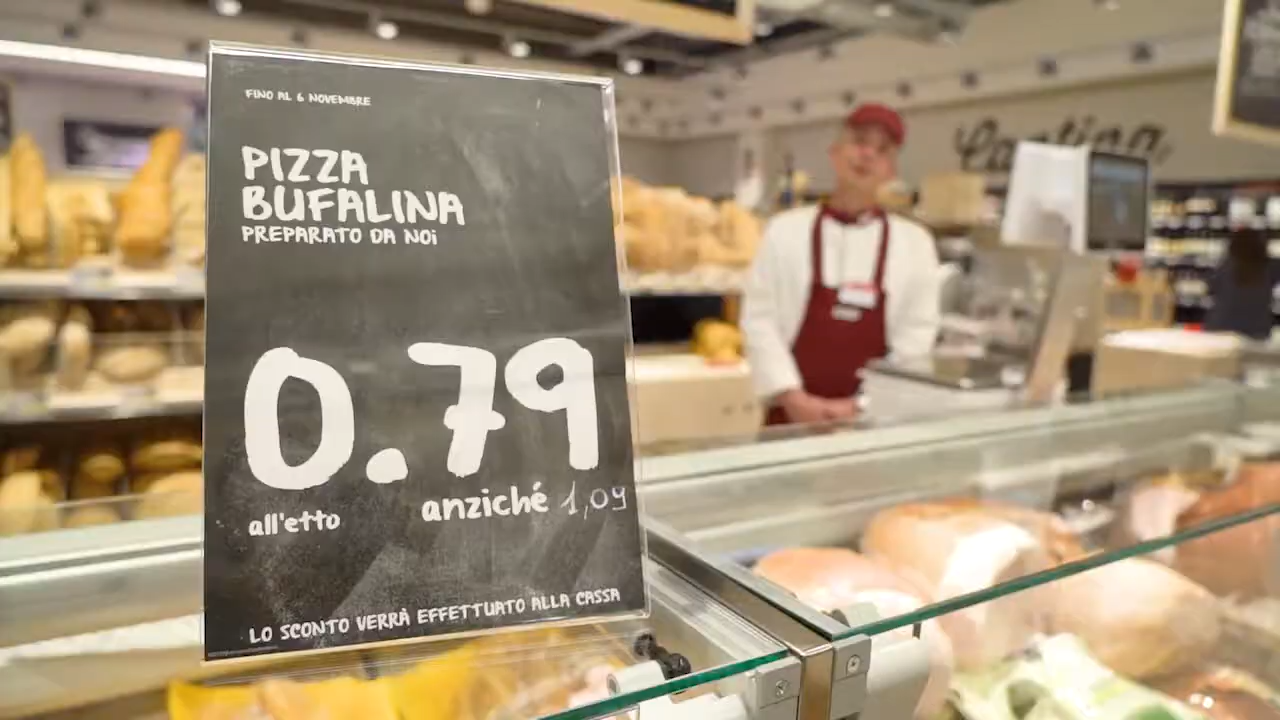 FINO AL 6 NOVEMBRE
PIZZA
BUFALINA
PREPARATO DA NOi
0.79
all'etto
anziché 1,09
LO SCONTO VERRÀ EFFETTUATO ALLA CASSA
Cantina